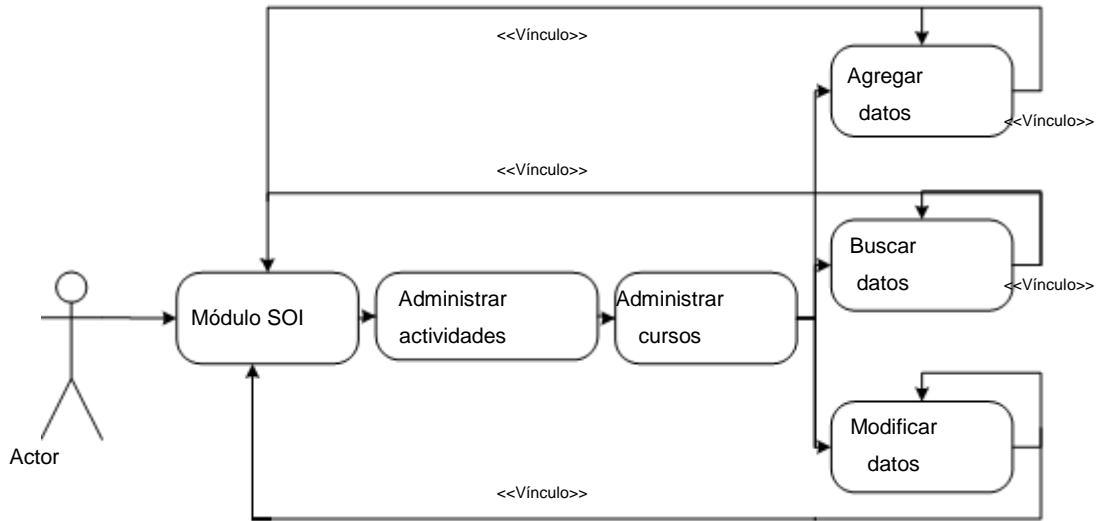 <<Vínculo>>
Agregar
datos
<<Vínculo>>
<<Vínculo>>
Buscar
datos
<<Vínculo>>
Módulo SOI
Administrar
actividades
Administrar
cursos
Modificar
datos
Actor
<<Vínculo>>